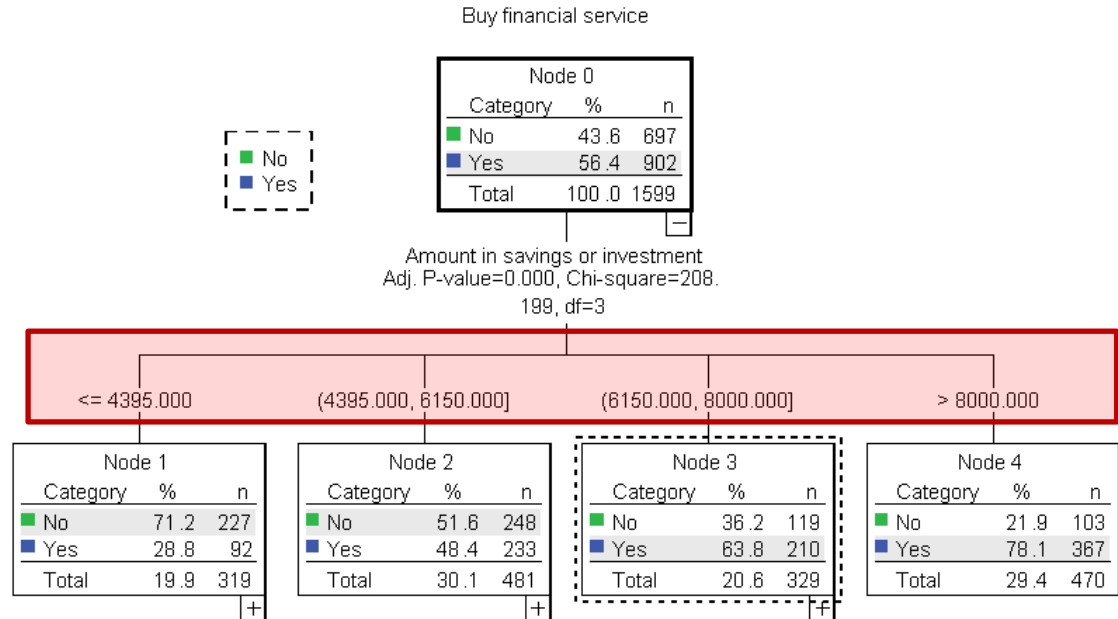 Buy financial service
Node 0
Category % n
No 43.6 697
Yes 56.4 902
Total 100.0 1599
No
Yes
Amount in savings or investment
Adj. P-value=0.000, Chi-square=208.
199, df=3
<= 4395.000 (4395.000, 6150.000] (6150.000, 8000.000] > 8000.000
Node 1
Category % n
No 71.2 227
Yes 28.8 92
Total 19.9 319
Node 2
Category % n
No 51.6 248
Yes 48.4 233
Total 30.1 481
Node 3
Category % n
No 36.2 119
Yes 63.8 210
Total 20.6 329
Node 4
Category % n
No 21.9 103
Yes 78.1 367
Total 29.4 470